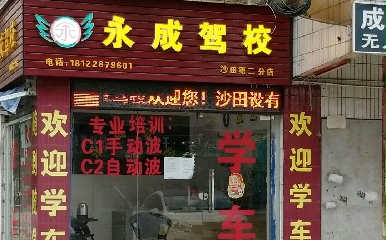 永
永成驾校
电话:18122879601
沙田第二分店
欢迎您!沙田设有
专业培训:
C1手动波
C2自动波
学车
欢迎学车
欢迎学车
成
无